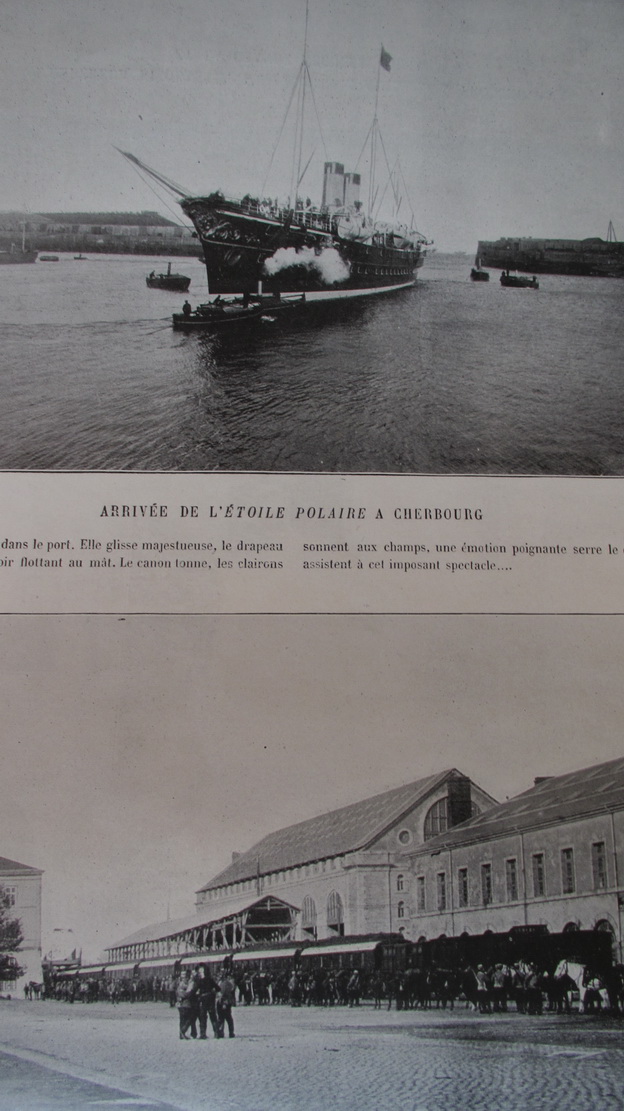 ARRIVÉE DE L'ÉTOILE POLAIRE A CHERBOURG
dans le port. Elle glisse majestueuse, le drapeau
oir flottant au mât. Le canon tonne, les clairons
sonnent aux champs, une émotion poignante serre le
assistent à cet imposant spectacle....